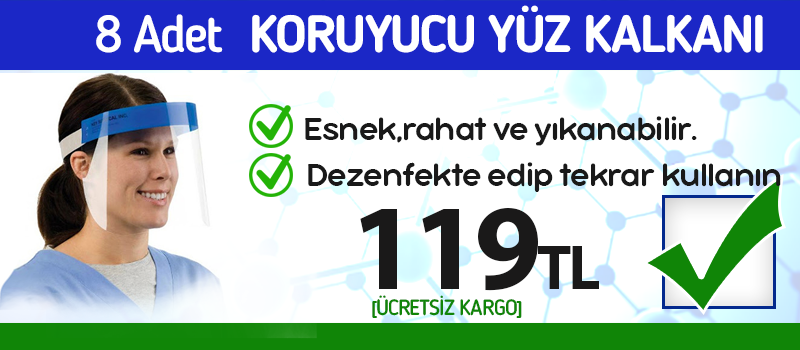 8 Adet KORUYUCU YÜZ KALKANI
Esnek,rahat ve yıkanabilir.
Dezenfekte edip tekrar kullanın
119TL
[ÜCRETSİZ KARGO]